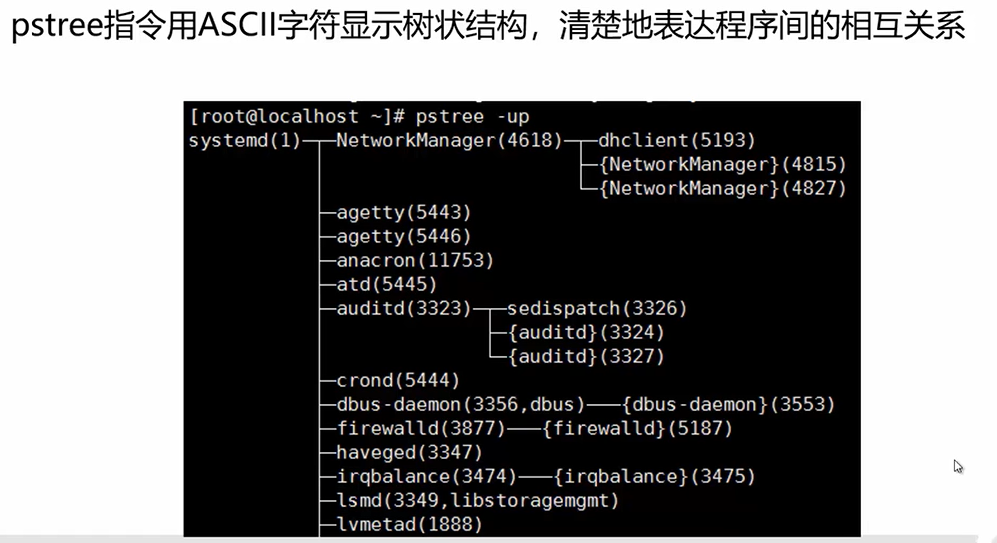 pstree指令用ASCII字符显示树状结构，清楚地表达程序间的相互关系
[root@localhost ~]# pstree -up
systemd(1)─┬─NetworkManager(4618)─┬─dhclient(5193)
├─{NetworkManager}(4815)
└─{NetworkManager}(4827)
├─agetty(5443)
├─agetty(5446)
├─anacron(11753)
├─atd(5445)
├─auditd(3323)─┬─sedispatch(3326)
├─{auditd}(3324)
└─{auditd}(3327)
├─crond(5444)
├─dbus-daemon(3356,dbus)───{dbus-daemon}(3553)
├─firewalld(3877)───{firewalld}(5187)
├─haveged(3347)
├─irqbalance(3474)───{irqbalance}(3475)
├─lsmd(3349,libstoragemgmt)
├─lvmetad(1888)